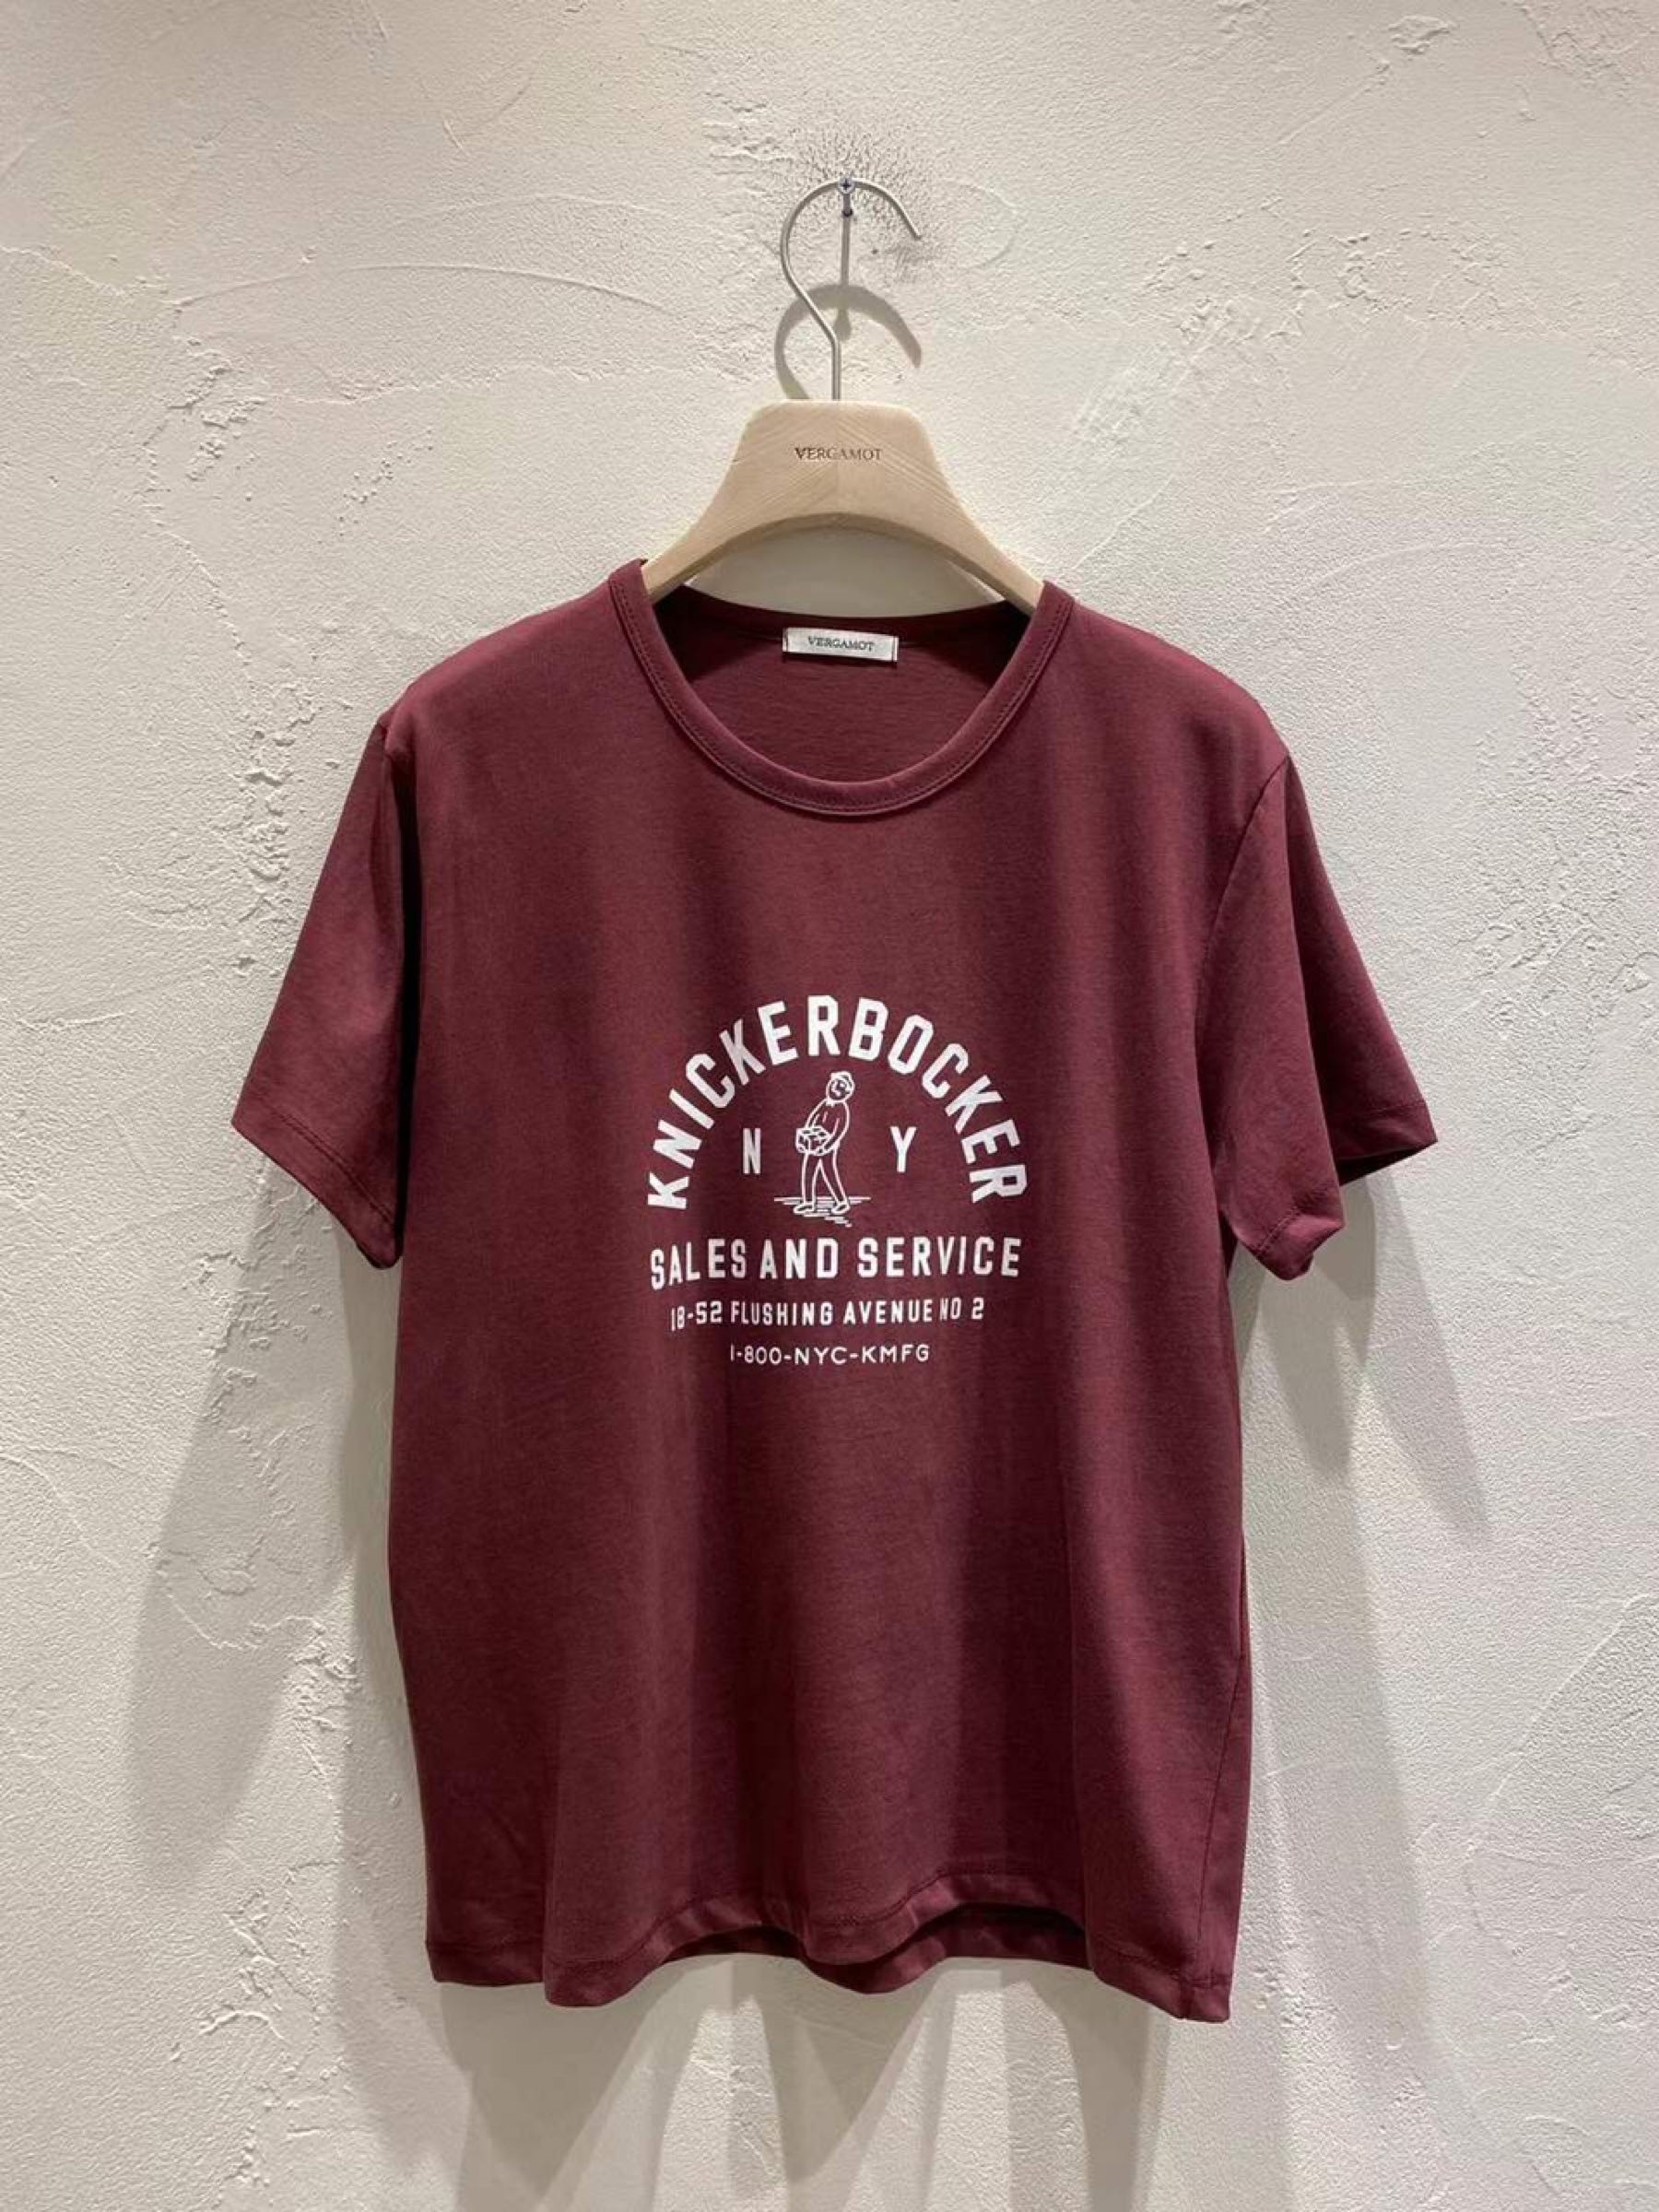 VERGAMOT
VERGAMOT
KNICKERBOCKER
N Y
SALES AND SERVICE
18-52 FLUSHING AVENUE NO 2
1-800-NYC-KMFG